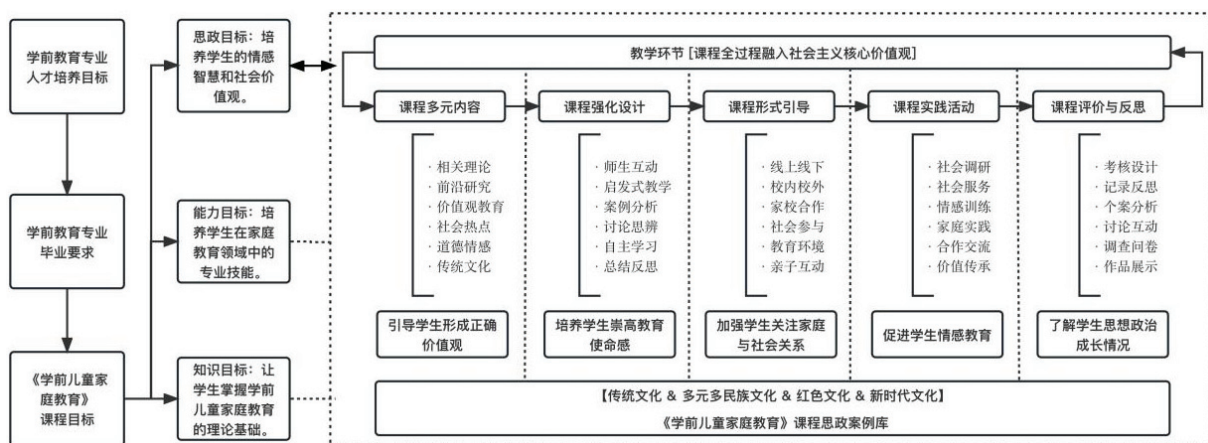 学前教育专业
人才培养目标
学前教育专业
毕业要求
《学前儿童家
庭教育》
课程目标
思政目标：培
养学生的情感
智慧和社会价
值观。
能力目标：培
养学生在家庭
教育领域中的
专业技能。
知识目标：让
学生掌握学前
儿童家庭教育
的理论基础。
教学环节 [课程全过程融入社会主义核心价值观]
课程多元内容
· 相关理论
· 前沿研究
· 价值观教育
· 社会热点
· 道德情感
· 传统文化
引导学生形成正确
价值观
课程强化设计
· 师生互动
· 启发式教学
· 案例分析
· 讨论思辨
· 自主学习
· 总结反思
培养学生崇高教育
使命感
课程形式引导
· 线上线下
· 校内校外
· 家校合作
· 社会参与
· 教育环境
· 亲子互动
加强学生关注家庭
与社会关系
课程实践活动
· 社会调研
· 社会服务
· 情感训练
· 家庭实践
· 合作交流
· 价值传承
促进学生情感教育
课程评价与反思
· 考核设计
· 记录反思
· 个案分析
· 讨论互动
· 调查问卷
· 作品展示
了解学生思想政治
成长情况
【传统文化 & 多元多民族文化 & 红色文化 & 新时代文化】
《学前儿童家庭教育》课程思政案例库